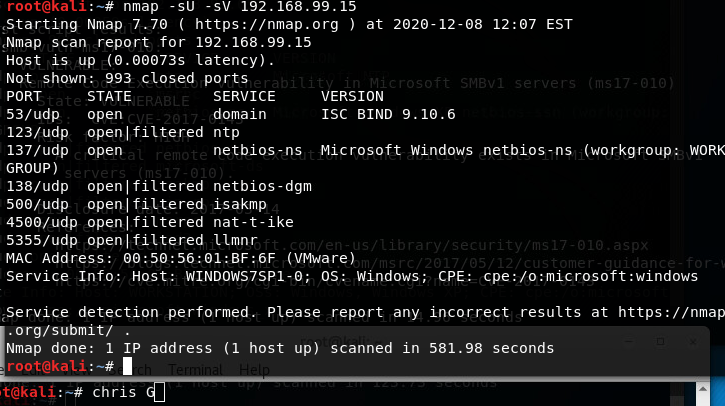 root@kali:~# nmap -sU -sV 192.168.99.15
Starting Nmap 7.70 ( https://nmap.org ) at 2020-12-08 12:07 EST
Nmap scan report for 192.168.99.15
Host is up (0.00073s latency).
Not shown: 993 closed ports
PORT STATE SERVICE VERSION
53/udp open domain ISC BIND 9.10.6
123/udp open|filtered ntp
137/udp open netbios-ns Microsoft Windows netbios-ns (workgroup: WORK
GROUP)
138/udp open|filtered netbios-dgm
500/udp open|filtered isakmp
4500/udp open|filtered nat-t-ike
5355/udp open|filtered llmnr
MAC Address: 00:50:56:01:BF:6F (VMware)
Service Info: Host: WINDOWS7SP1-0; OS: Windows; CPE: cpe:/o:microsoft:windows
Service detection performed. Please report any incorrect results at https://nmap
.org/submit/ .
Nmap done: 1 IP address (1 host up) scanned in 581.98 seconds
root@kali:~#
Terminal Help
ot@kali:~# chris G